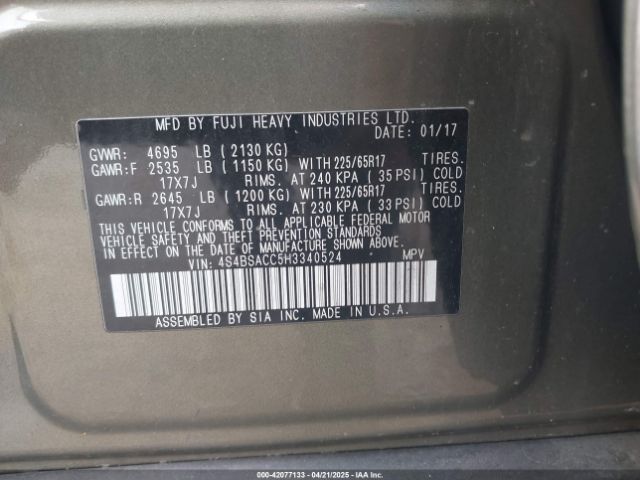 MFD BY FUJI HEAVY INDUSTRIES LTD.
DATE: 01/17
GVWR: 4695 LB ( 2130 KG)
GAWR:F 2535 LB ( 1150 KG) WITH 225/65R17 TIRES.
17X7J RIMS. AT 240 KPA ( 35 PSI) COLD
GAWR:R 2645 LB ( 1200 KG) WITH 225/65R17 TIRES.
17X7J RIMS. AT 230 KPA ( 33 PSI) COLD
THIS VEHICLE CONFORMS TO ALL APPLICABLE FEDERAL MOTOR
VEHICLE SAFETY AND THEFT PREVENTION STANDARDS IN
EFFECT ON THE DATE OF MANUFACTURE SHOWN ABOVE.
VIN: 4S4BSACC5H3340524 MPV
ASSEMBLED BY SIA INC. MADE IN U.S.A.
000-42077133 - 04/21/2025 - IAAI.COM